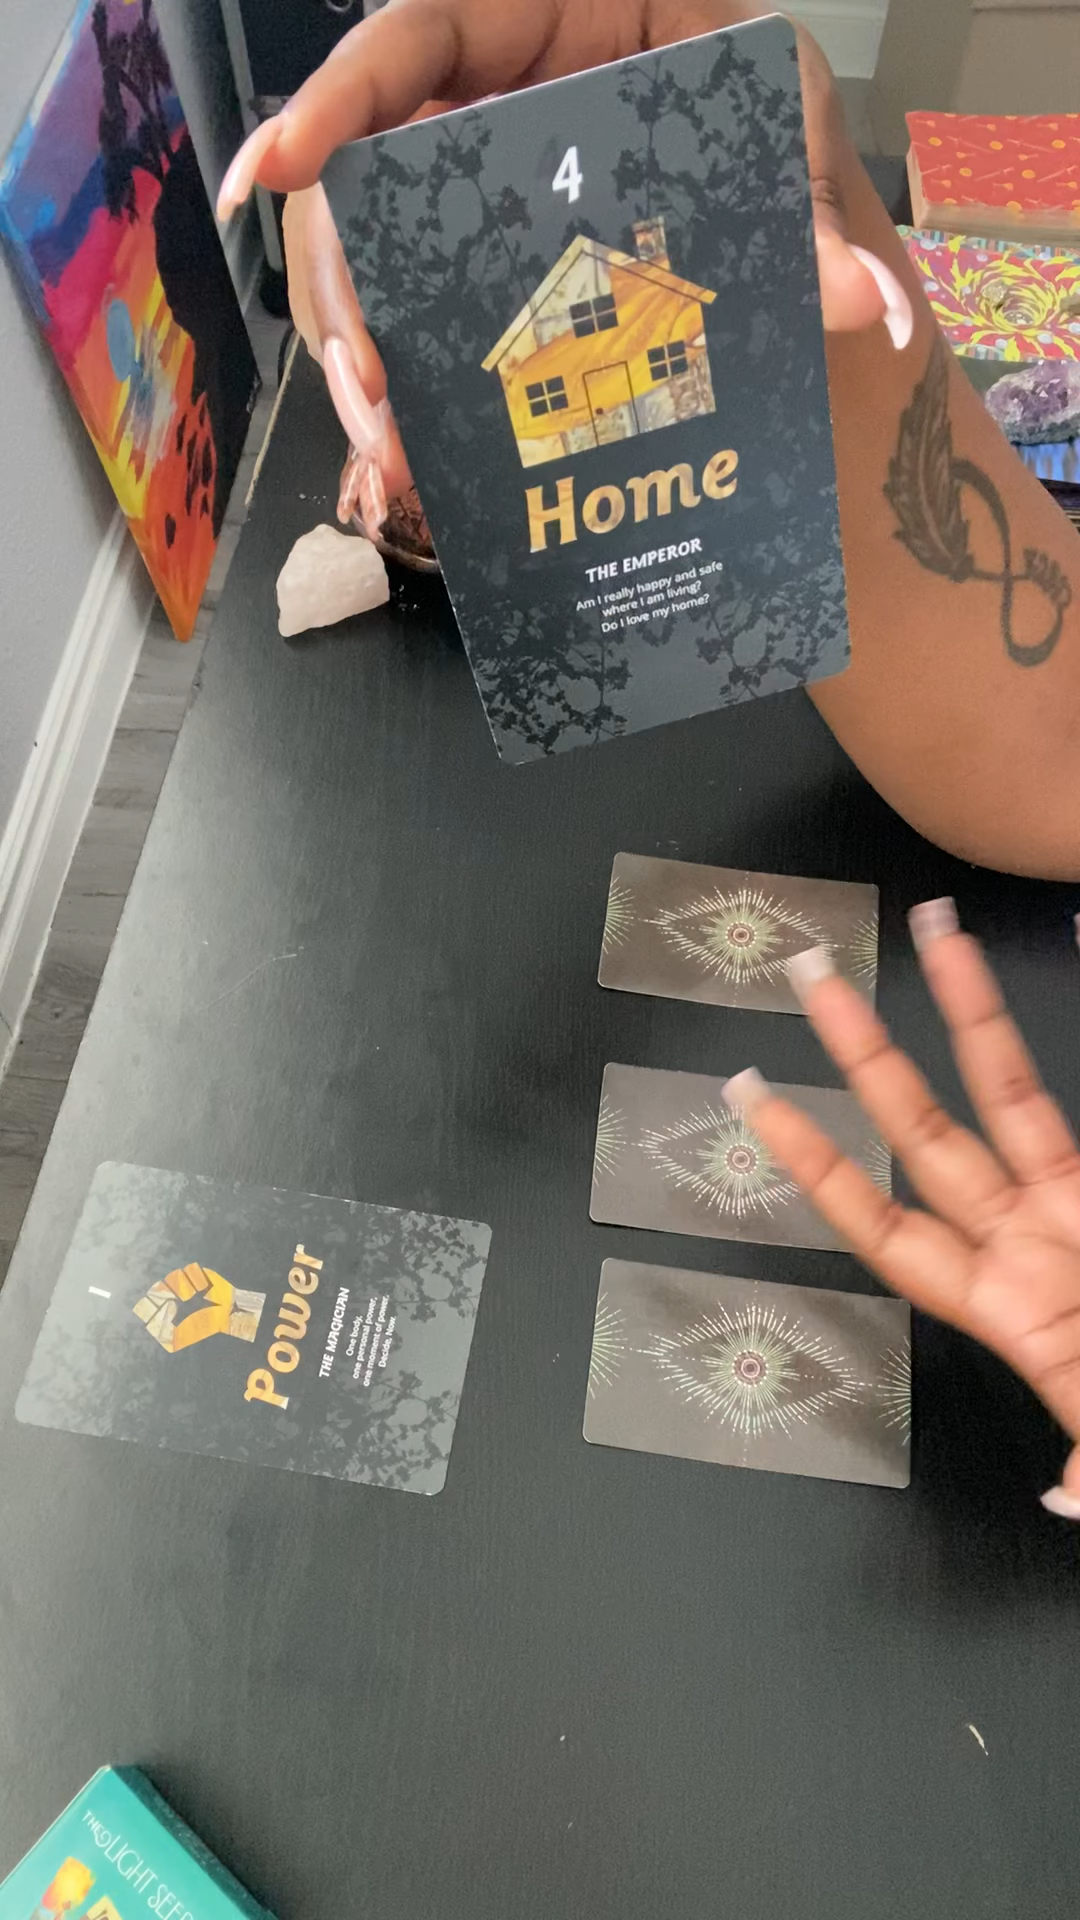 4
Home
THE EMPEROR
Am I really happy and safe
where I am living?
Do I love my home?
1
Power
THE MAGICIAN
One body,
one personal power,
one moment of power.
Decide. Now.
THE LIGHT SEER